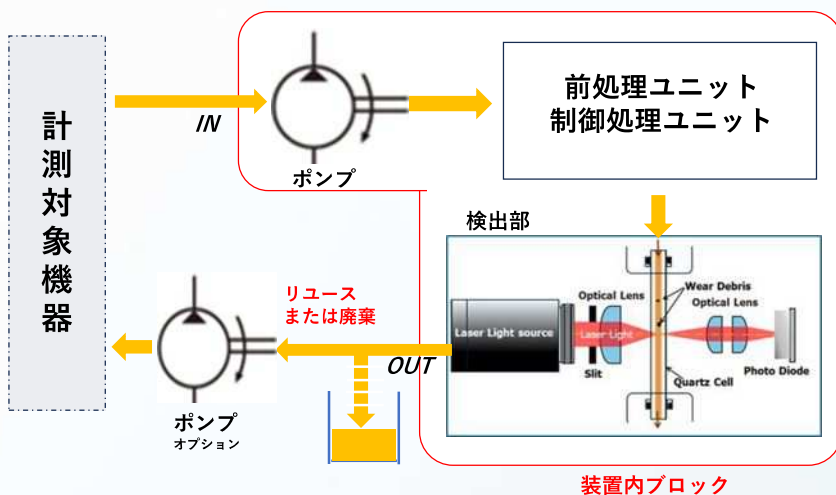 計測対象機器
IN
ポンプ
前処理ユニット
制御処理ユニット
検出部
Optical Lens
Wear Debris
Optical Lens
Laser Light source
Laser Light
Slit
Quartz Cell
Photo Diode
リユース
または廃棄
OUT
ポンプ
オプション
装置内ブロック